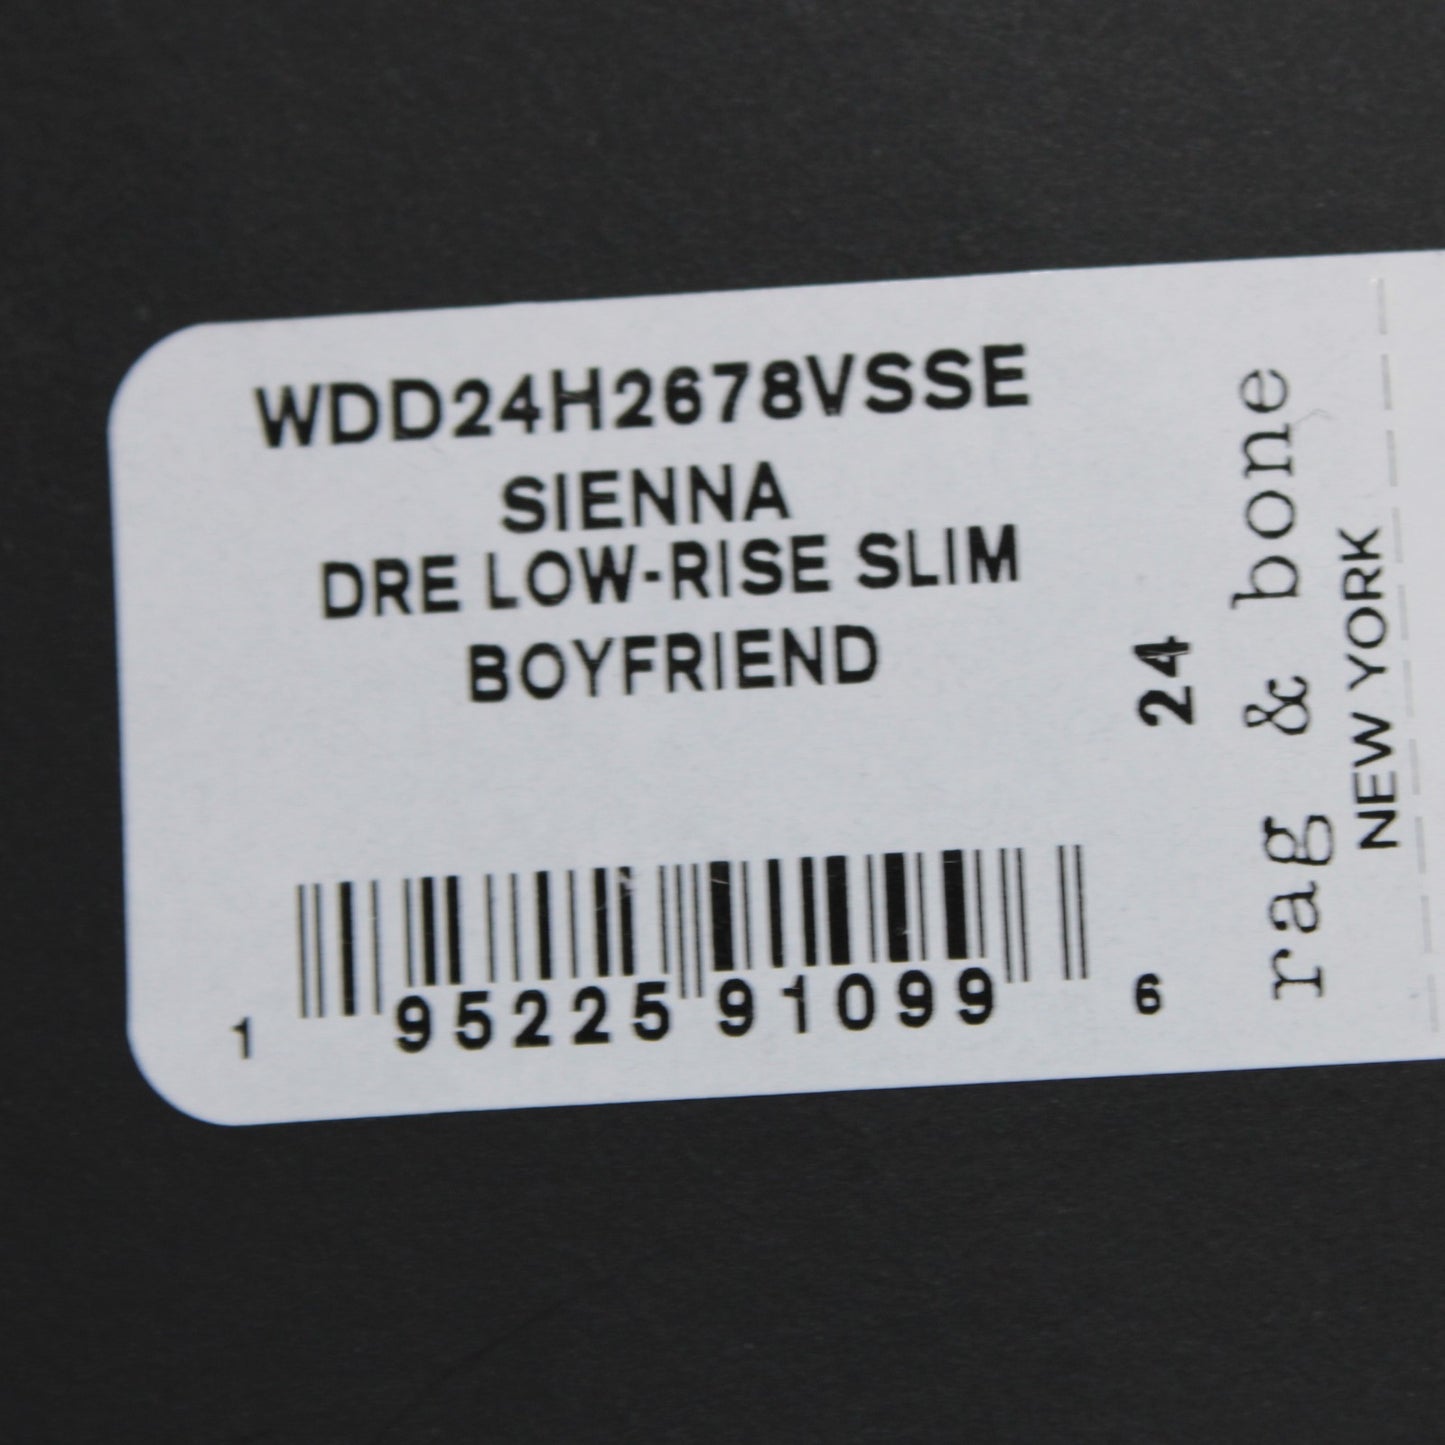 WDD24H2678VSSE
SIENNA
DRE LOW-RISE SLIM
BOYFRIEND
1 95225 91099 6
24
rag & bone
NEW YORK